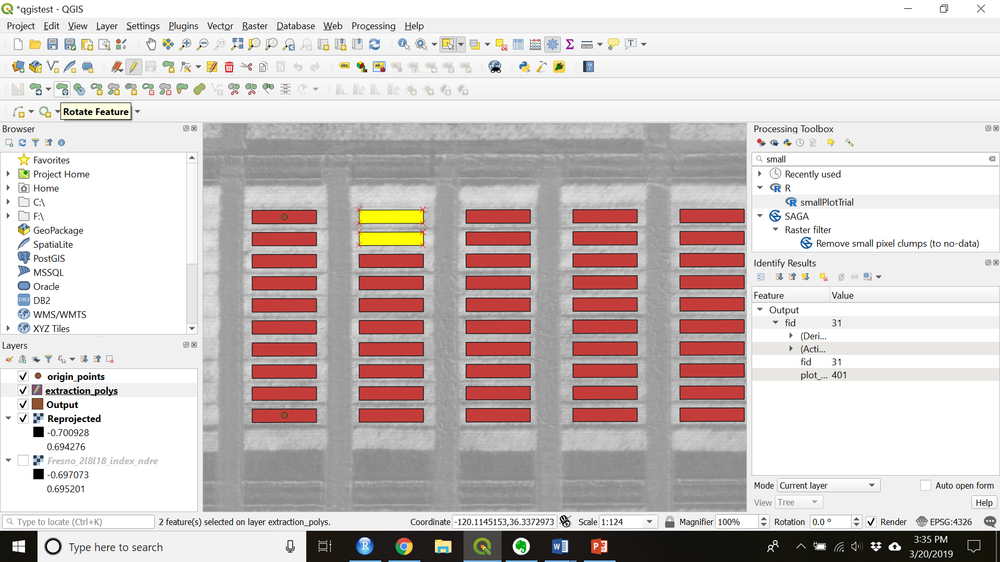 *qgistest - QGIS
Project Edit View Layer Settings Plugins Vector Raster Database Web Processing Help
Rotate Feature
Browser
Favorites
Project Home
Home
C:\
F:\
GeoPackage
SpatiaLite
PostGIS
MSSQL
Oracle
DB2 DB2
WMS/WMTS
XYZ Tiles
Layers
origin_points
extraction_polys
Output
Reprojected
-0.700928
0.694276
Fresno_2l8l18_index_ndre
-0.697073
0.695201
Processing Toolbox
small
Recently used
R
smallPlotTrial
SAGA
Raster filter
Remove small pixel clumps (to no-data)
Identify Results
Feature Value
Output
fid 31
(Deri...
(Acti...
fid 31
plot_... 401
Mode Current layer Auto open form
View Tree Help
Type to locate (Ctrl+K) 2 feature(s) selected on layer extraction_polys. Coordinate -120.1145153,36.3372973 Scale 1:124 Magnifier 100% Rotation 0.0 ° Render EPSG:4326
Type here to search
3:35 PM
3/20/2019